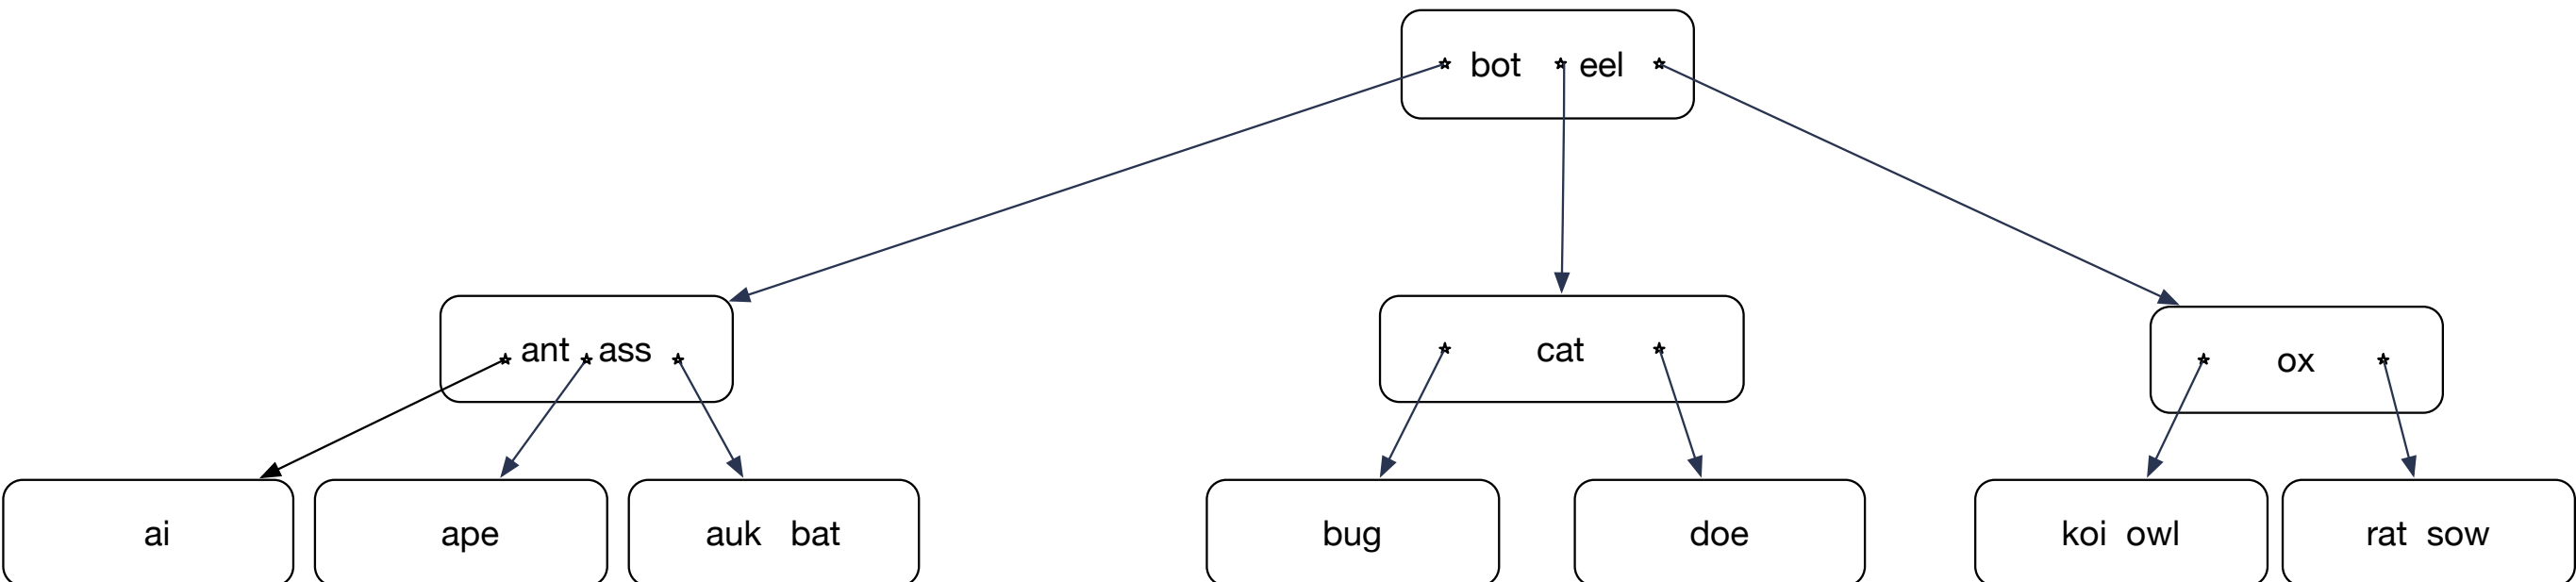 bot eel
ant ass
cat
ox
ai
ape
auk bat
bug
doe
koi owl
rat sow